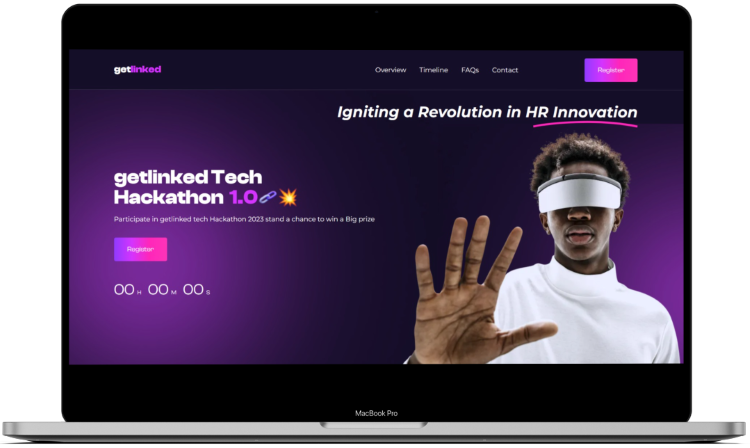 getlinked
Overview Timeline FAQs Contact Register
Igniting a Revolution in HR Innovation
getlinked Tech
Hackathon 1.0
Participate in getlinked tech Hackathon 2023 stand a chance to win a Big prize
Register
00 H 00 M 00 S
MacBook Pro